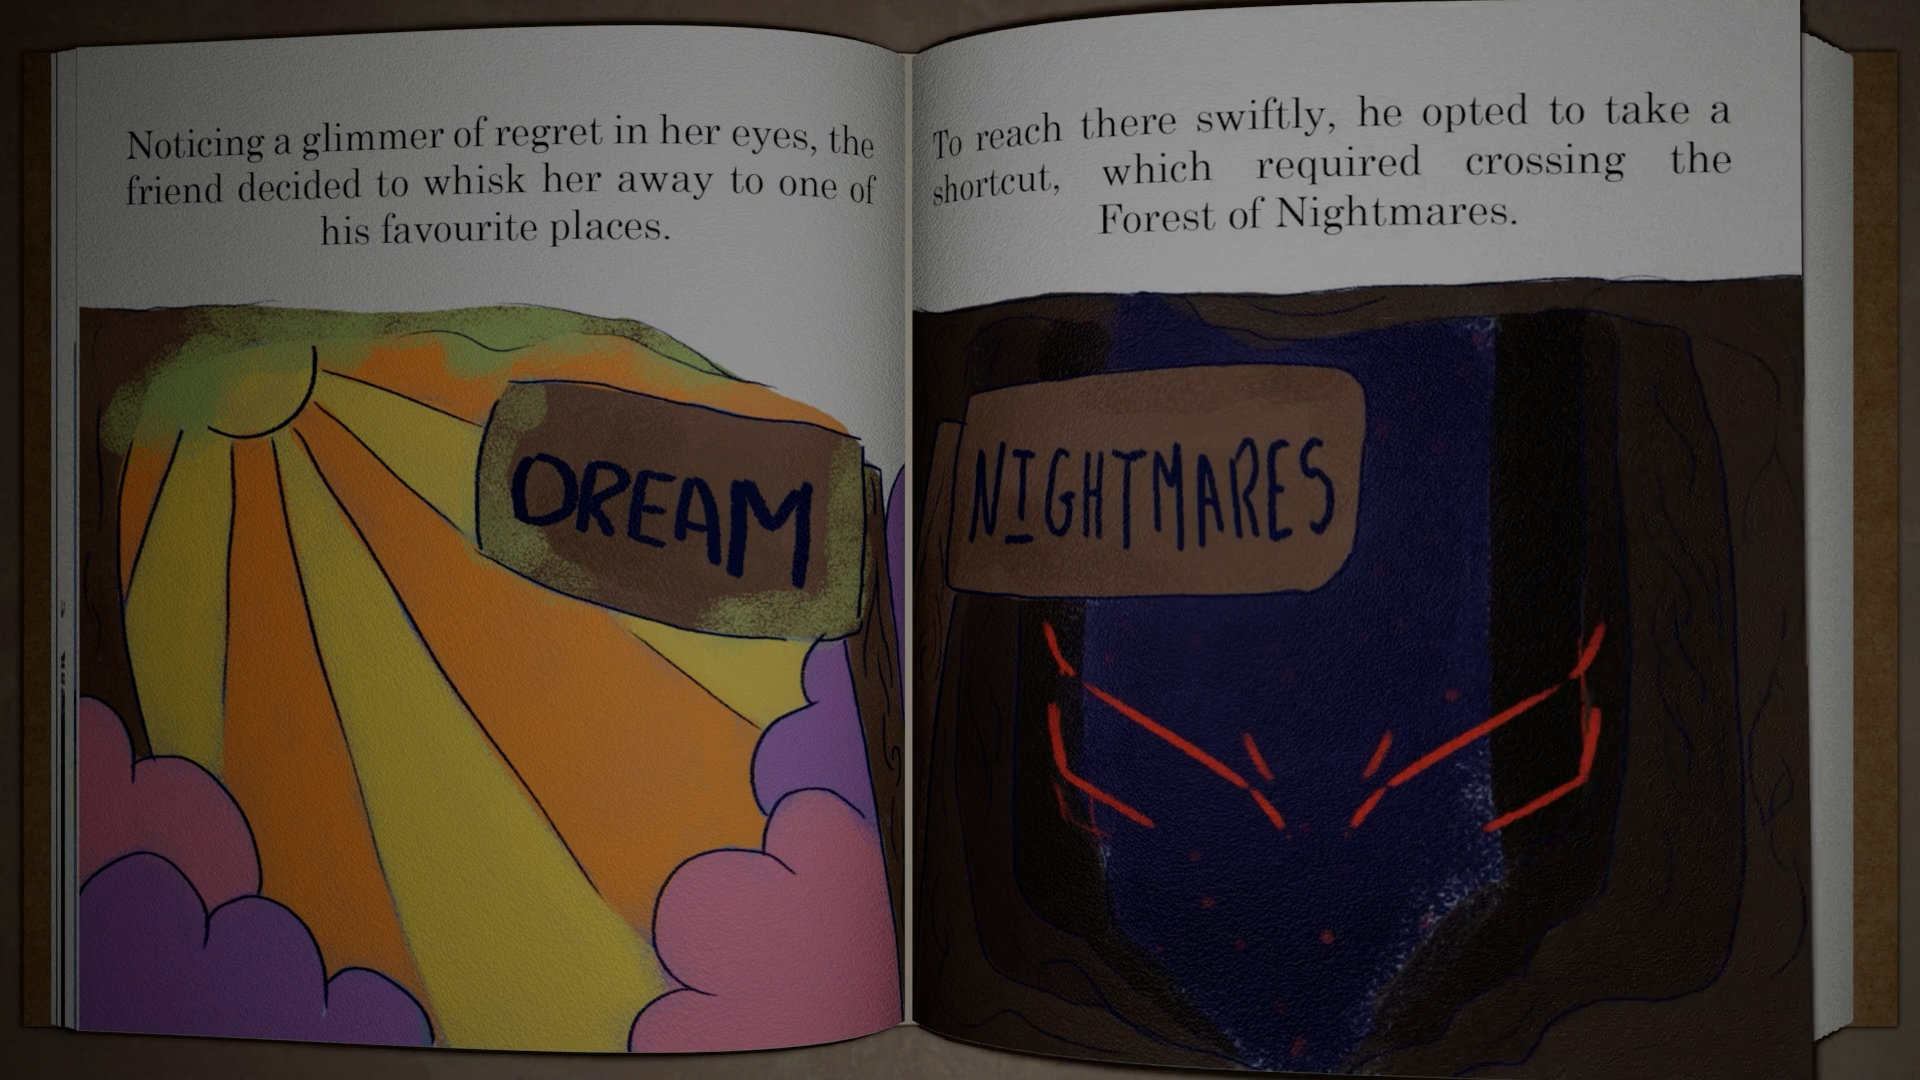 Noticing a glimmer of regret in her eyes, the
friend decided to whisk her away to one of
his favourite places.
DREAM
To reach there swiftly, he opted to take a
shortcut, which required crossing the
Forest of Nightmares.
NIGHTMARES